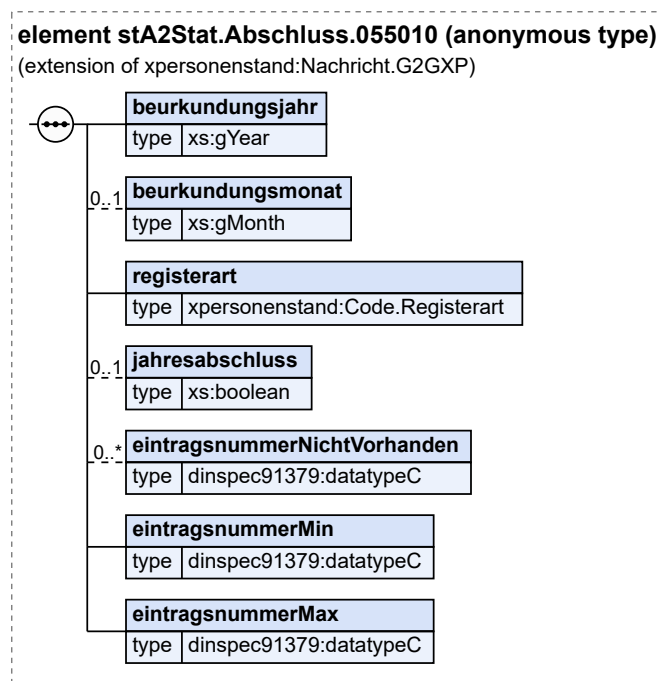 element stA2Stat.Abschluss.055010 (anonymous type)
(extension of xpersonenstand:Nachricht.G2GXP)
beurkundungsjahr
type xs:gYear
0..1 beurkundungsmonat
type xs:gMonth
registerart
type xpersonenstand:Code.Registerart
0..1 jahresabschluss
type xs:boolean
0..* eintragsnummerNichtVorhanden
type dinspec91379:datatypeC
eintragsnummerMin
type dinspec91379:datatypeC
eintragsnummerMax
type dinspec91379:datatypeC